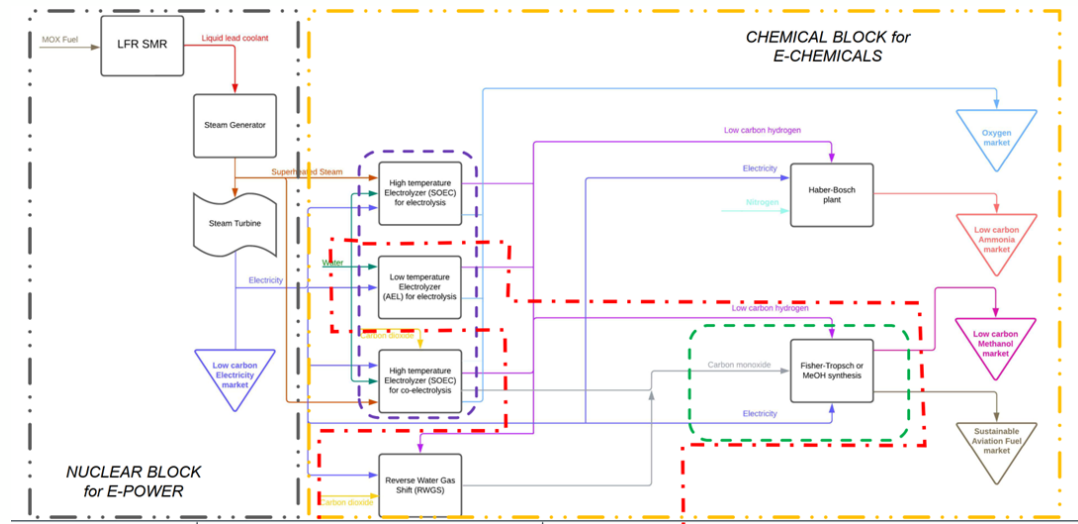 MOX Fuel
LFR SMR
Liquid lead coolant
CHEMICAL BLOCK for
E-CHEMICALS
Steam Generator
Superheated Steam
Steam Turbine
Electricity
Low carbon
Electricity
market
NUCLEAR BLOCK
for E-POWER
High temperature
Electrolyzer (SOEC)
for electrolysis
Water
Low temperature
Electrolyzer
(AEL) for electrolysis
Carbon dioxide
High temperature
Electrolyzer (SOEC)
for co-electrolysis
Reverse Water Gas
Shift (RWGS)
Carbon dioxide
Low carbon hydrogen
Electricity
Nitrogen
Haber-Bosch
plant
Low carbon hydrogen
Carbon monoxide
Fisher-Tropsch or
MeOH synthesis
Electricity
Oxygen
market
Low carbon
Ammonia
market
Low carbon
Methanol
market
Sustainable
Aviation Fuel
market